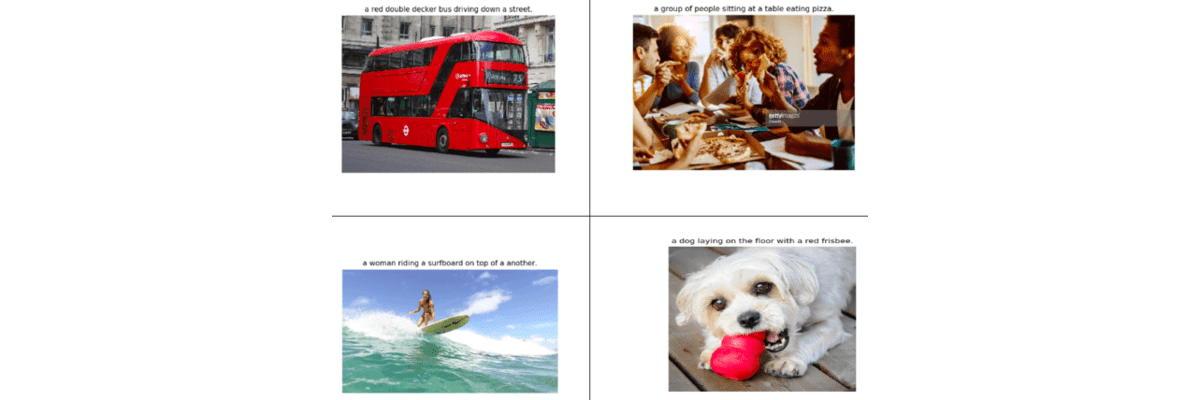 a red double decker bus driving down a street.
a group of people sitting at a table eating pizza.
gettyimages
a woman riding a surfboard on top of a another.
a dog laying on the floor with a red frisbee.